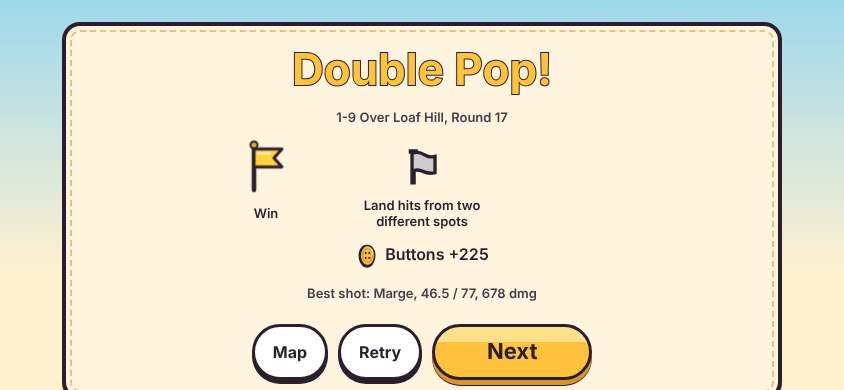 Double Pop!
1-9 Over Loaf Hill, Round 17
Win
Land hits from two
different spots
Buttons +225
Best shot: Marge, 46.5 / 77, 678 dmg
Map
Retry
Next